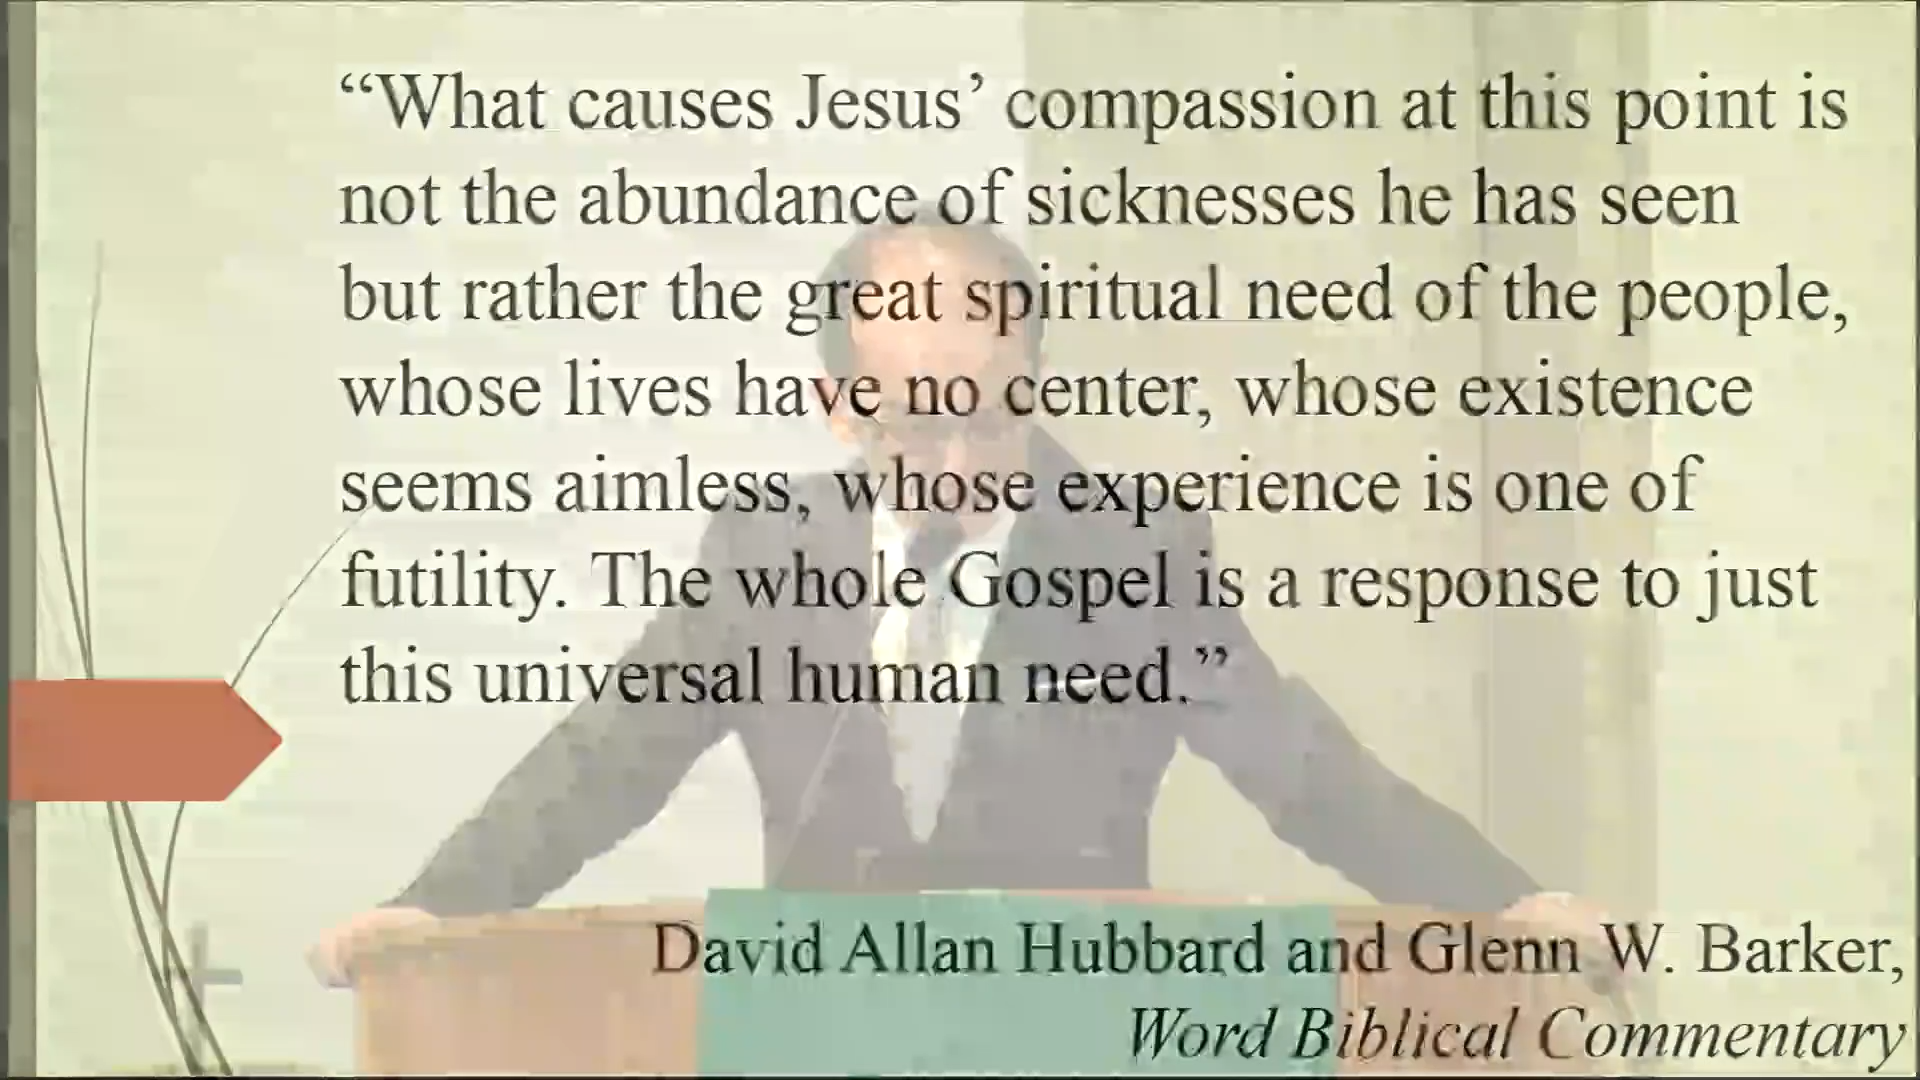 “What causes Jesus’ compassion at this point is
not the abundance of sicknesses he has seen
but rather the great spiritual need of the people,
whose lives have no center, whose existence
seems aimless, whose experience is one of
futility. The whole Gospel is a response to just
this universal human need.”
David Allan Hubbard and Glenn W. Barker,
Word Biblical Commentary